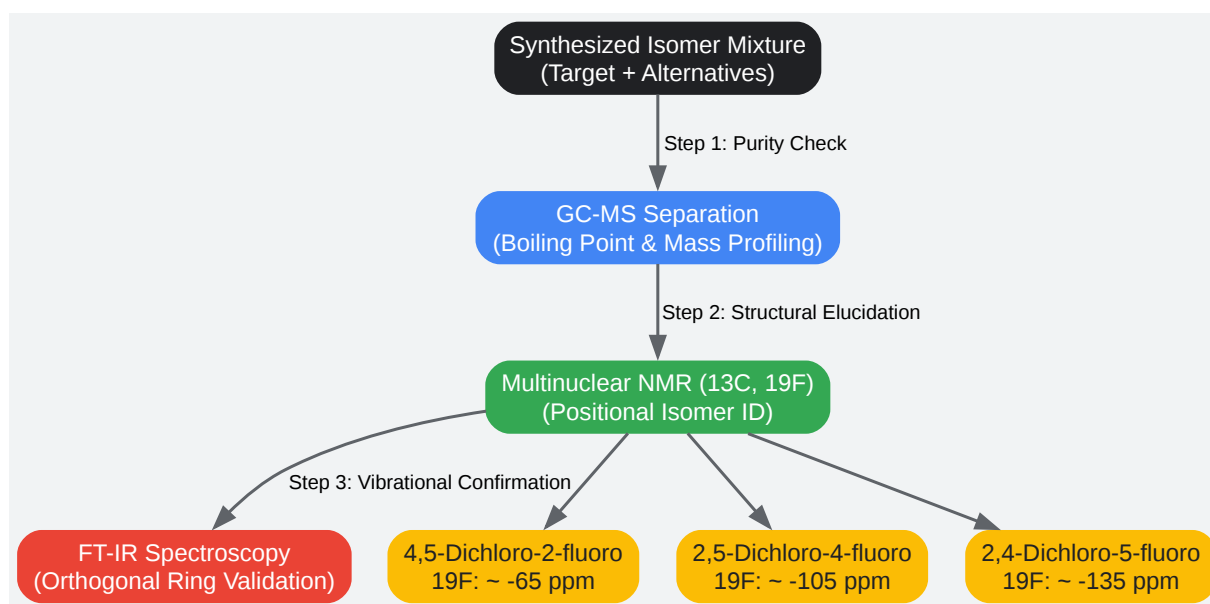 Synthesized Isomer Mixture
(Target + Alternatives)
Step 1: Purity Check
GC-MS Separation
(Boiling Point & Mass Profiling)
Step 2: Structural Elucidation
Multinuclear NMR (13C, 19F)
(Positional Isomer ID)
Step 3: Vibrational Confirmation
FT-IR Spectroscopy
(Orthogonal Ring Validation)
4,5-Dichloro-2-fluoro
19F: ~ -65 ppm
2,5-Dichloro-4-fluoro
19F: ~ -105 ppm
2,4-Dichloro-5-fluoro
19F: ~ -135 ppm